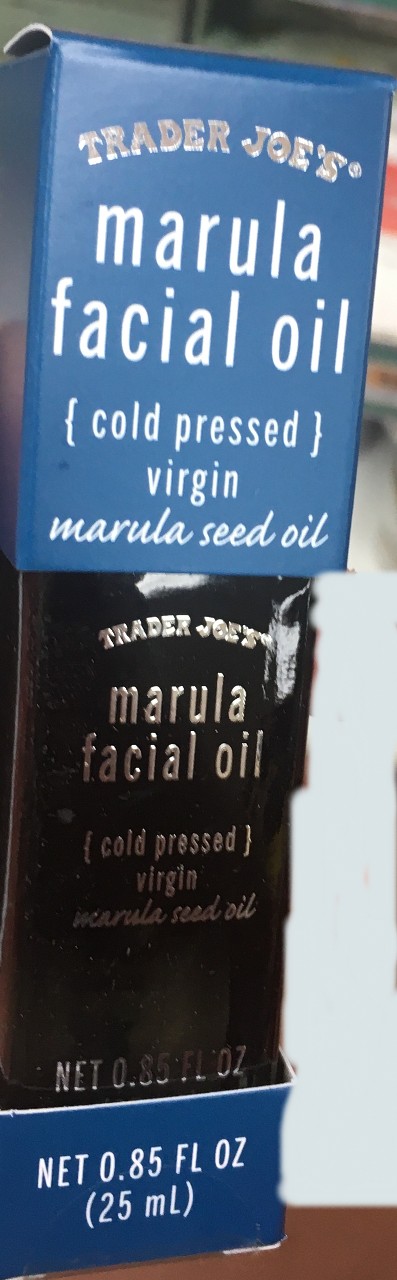 TRADER JOE'S®
marula
facial oil
{ cold pressed }
virgin
marula seed oil
TRADER JOE'S™
marula
facial oil
{ cold pressed }
virgin
marula seed oil
NET 0.85 FL OZ
NET 0.85 FL OZ
(25 mL)